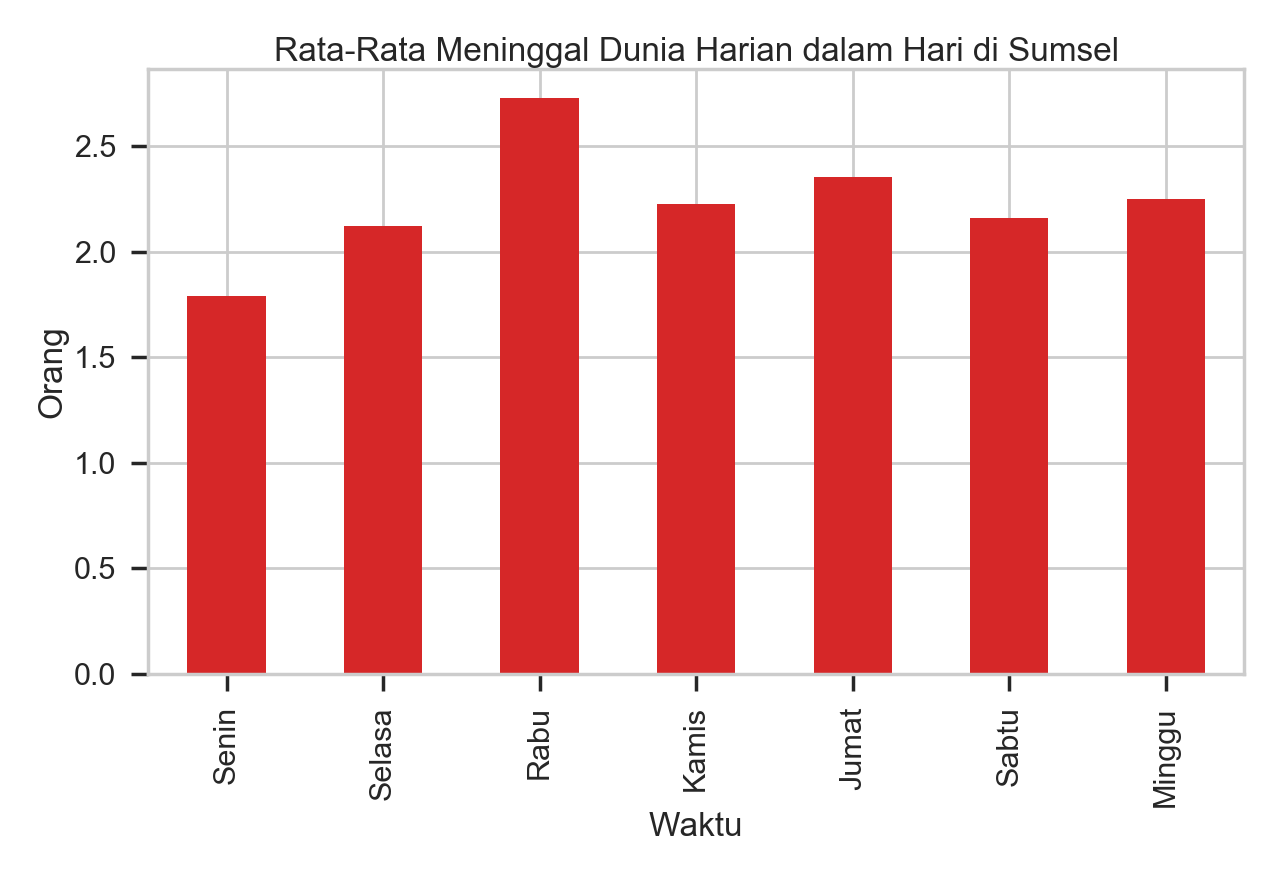 Rata-Rata Meninggal Dunia Harian dalam Hari di Sumsel
Orang
2.5
2.0
1.5
1.0
0.5
0.0
Senin
Selasa
Rabu
Kamis
Jumat
Sabtu
Minggu
Waktu